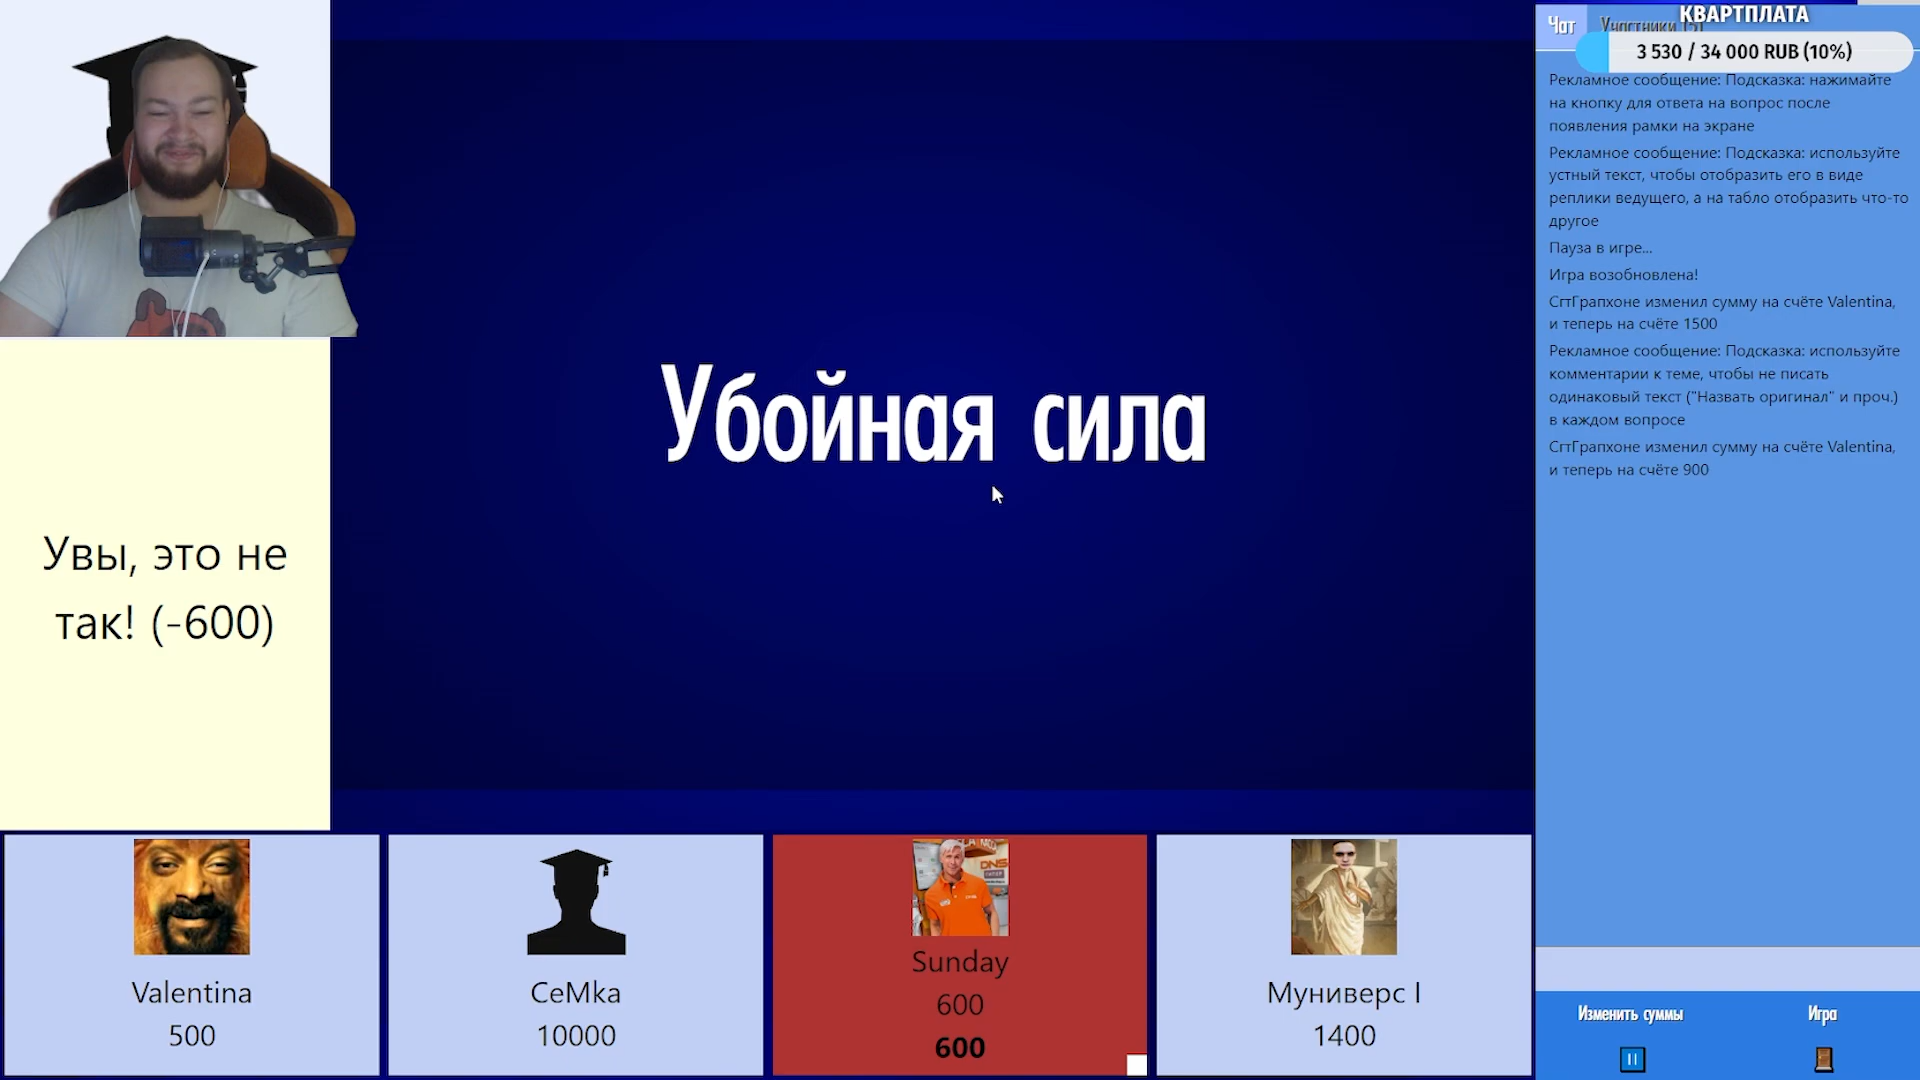 КВАРТПЛАТА
Чат
Участники (5)
3 530 / 34 000 RUB (10%)
Рекламное сообщение: Подсказка: нажимайте
на кнопку для ответа на вопрос после
появления рамки на экране
Рекламное сообщение: Подсказка: используйте
устный текст, чтобы отобразить его в виде
реплики ведущего, а на табло отобразить что-то
другое
Пауза в игре...
Игра возобновлена!
СгтГрапхоне изменил сумму на счёте Valentina,
и теперь на счёте 1500
Рекламное сообщение: Подсказка: используйте
комментарии к теме, чтобы не писать
одинаковый текст ("Назвать оригинал" и проч.)
в каждом вопросе
СгтГрапхоне изменил сумму на счёте Valentina,
и теперь на счёте 900
Убойная сила
Увы, это не
так! (-600)
Valentina
500
CeMka
10000
DNS
Sunday
600
600
Муниверс I
1400
Изменить суммы
Игра